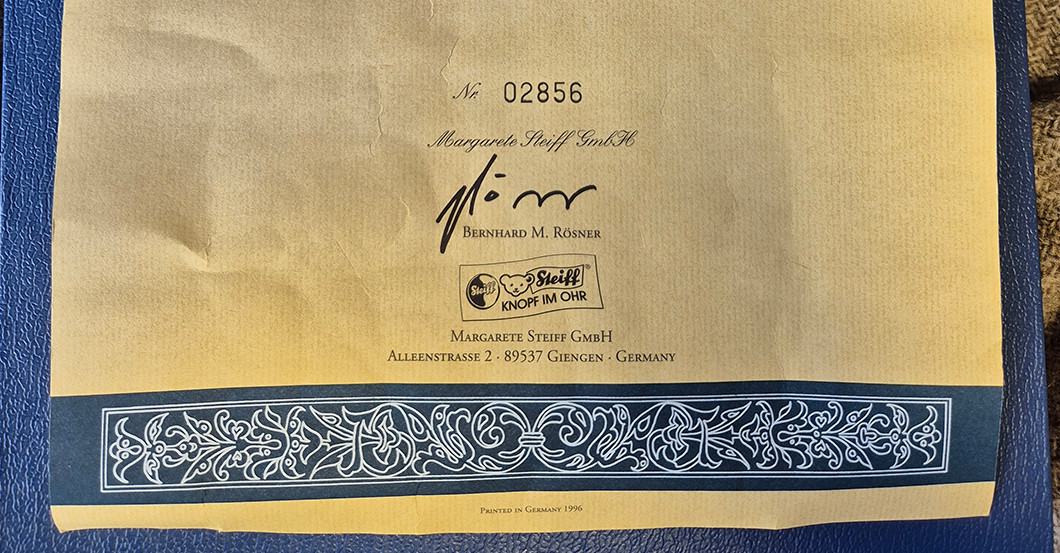 Nr. 02856
Margarete Steiff GmbH
Bernhard M. Rösner
Steiff Steiff®
KNOPF IM OHR
Margarete Steiff GmbH
Alleenstrasse 2 · 89537 Giengen · Germany
Printed in Germany 1996